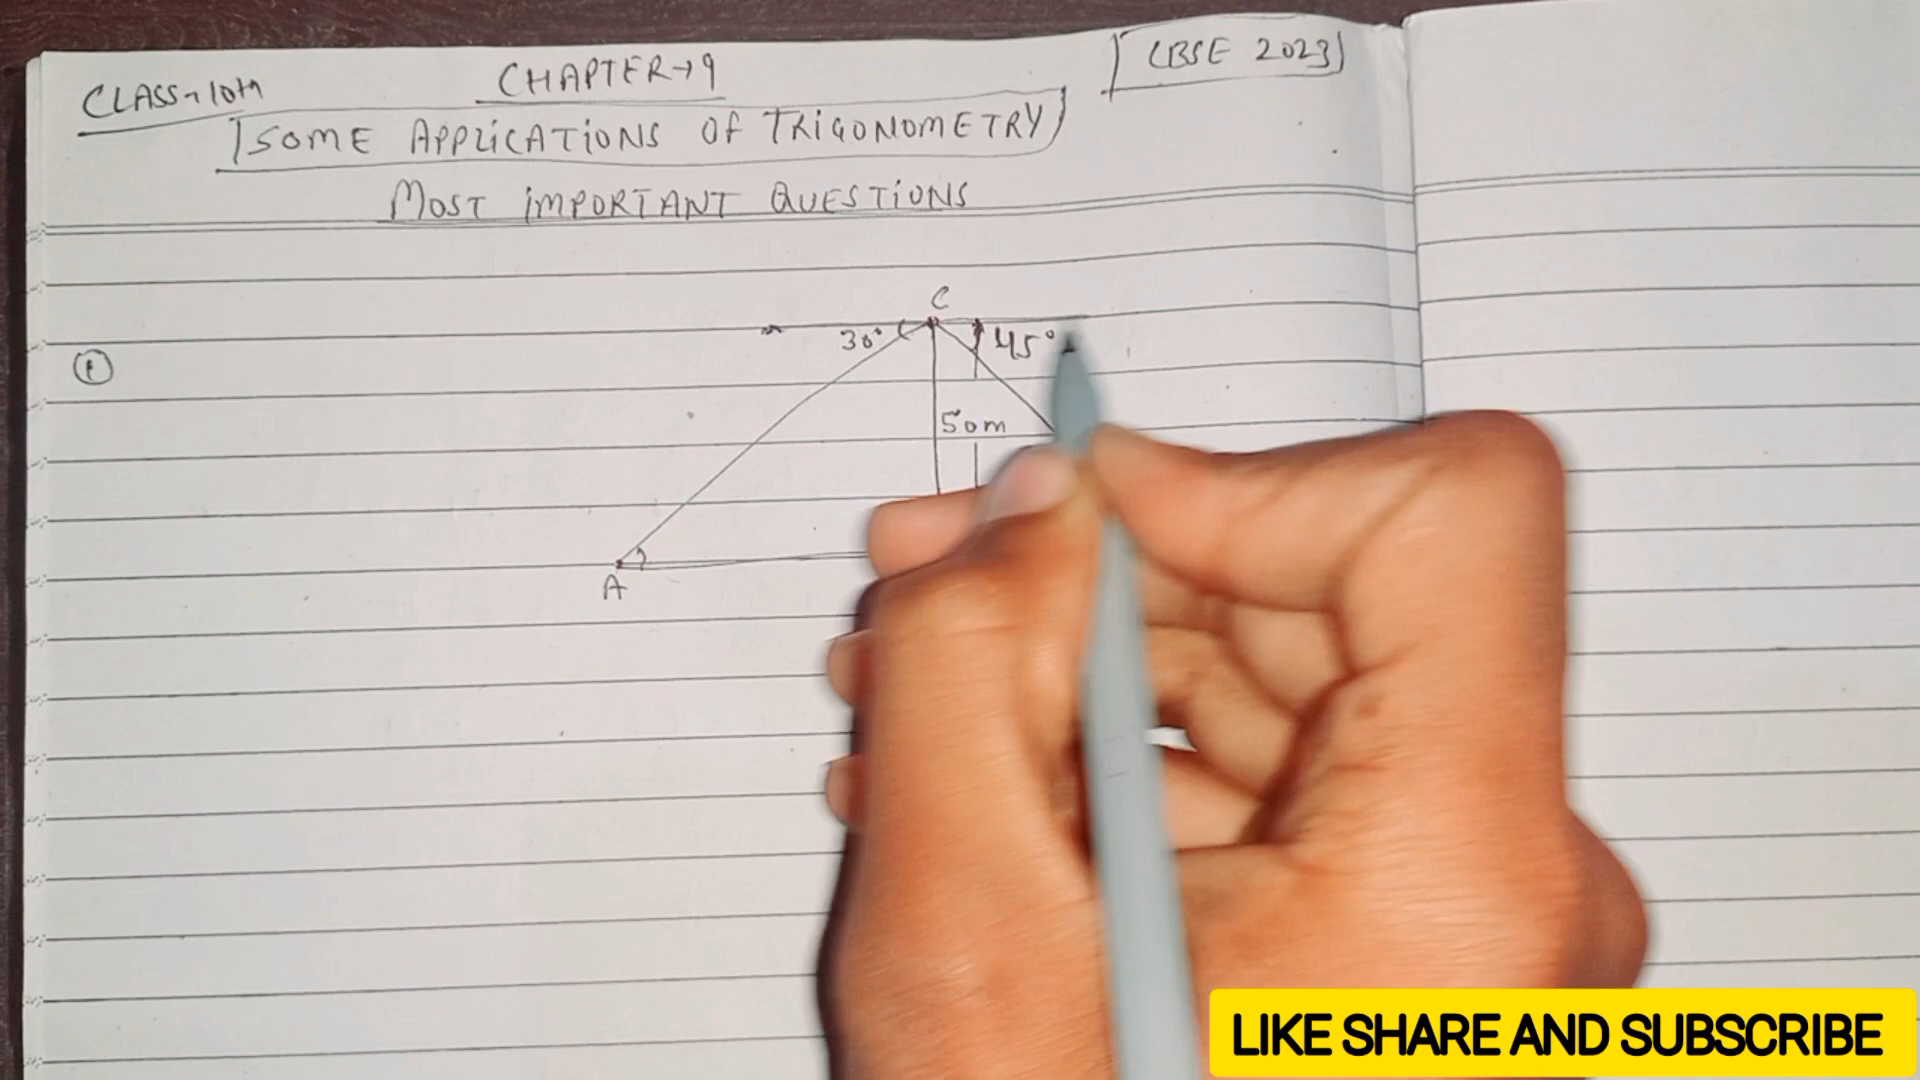 CLASS→10th
CHAPTER→9
CBSE 2023
SOME APPLICATIONS OF TRIGONOMETRY
MOST IMPORTANT QUESTIONS
C
30°
45°
①
50m
A
LIKE SHARE AND SUBSCRIBE